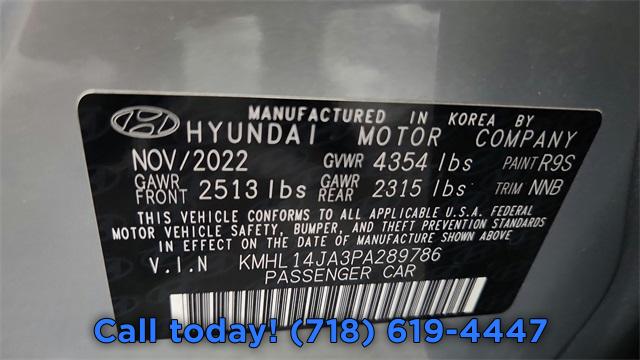 MANUFACTURED IN KOREA BY
HYUNDAI MOTOR COMPANY
NOV/2022 GVWR 4354 lbs PAINT R9S
GAWR FRONT 2513 lbs GAWR REAR 2315 lbs TRIM NNB
THIS VEHICLE CONFORMS TO ALL APPLICABLE U.S.A. FEDERAL
MOTOR VEHICLE SAFETY, BUMPER, AND THEFT PREVENTION STANDARDS
IN EFFECT ON THE DATE OF MANUFACTURE SHOWN ABOVE.
V.I.N KMHL14JA3PA289786
PASSENGER CAR
Call today! (718) 619-4447